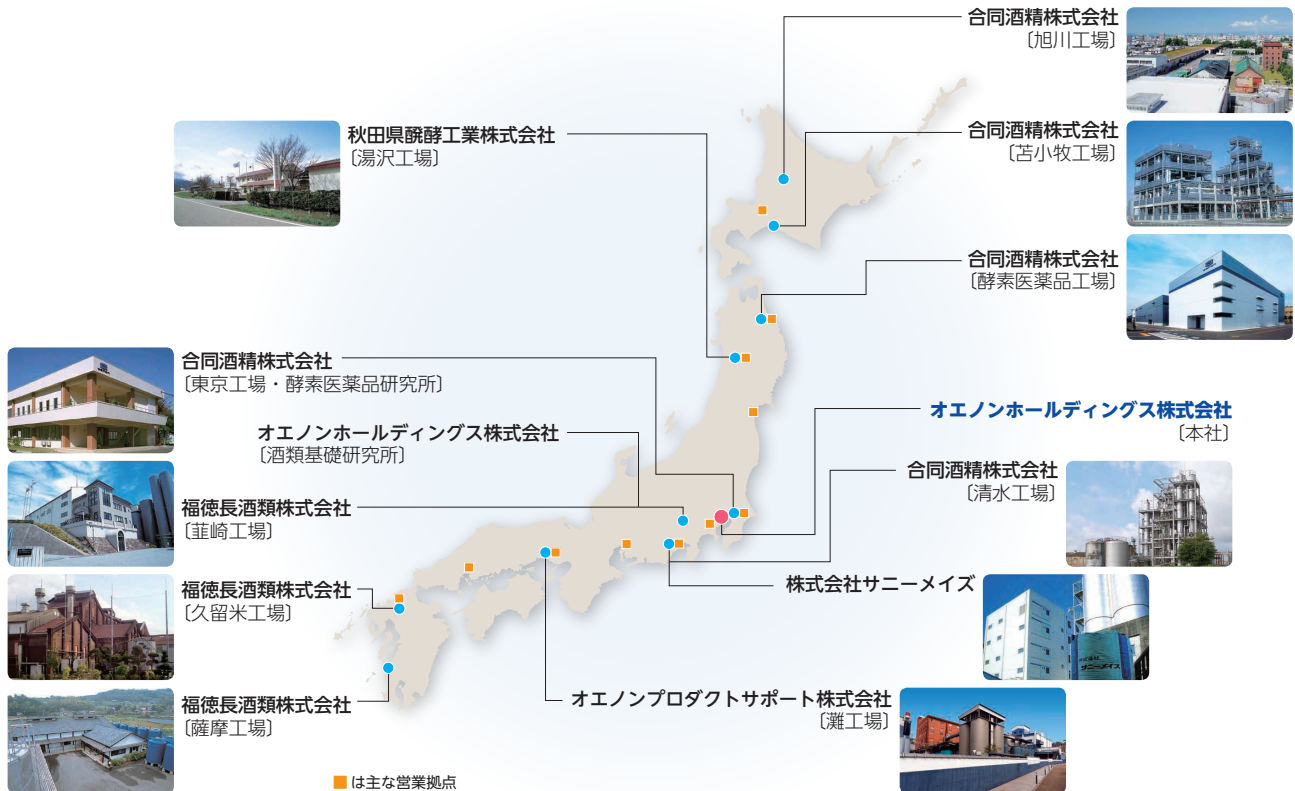 合同酒精株式会社
〔旭川工場〕
秋田県醗酵工業株式会社
〔湯沢工場〕
合同酒精株式会社
〔苫小牧工場〕
合同酒精株式会社
〔酵素医薬品工場〕
合同酒精株式会社
〔東京工場・酵素医薬品研究所〕
オエノンホールディングス株式会社
〔本社〕
オエノンホールディングス株式会社
〔酒類基礎研究所〕
合同酒精株式会社
〔清水工場〕
福徳長酒類株式会社
〔韮崎工場〕
株式会社サニーメイズ
株式会社
サニーメイズ
福徳長酒類株式会社
〔久留米工場〕
オエノンプロダクトサポート株式会社
〔灘工場〕
福徳長酒類株式会社
〔薩摩工場〕
は主な営業拠点